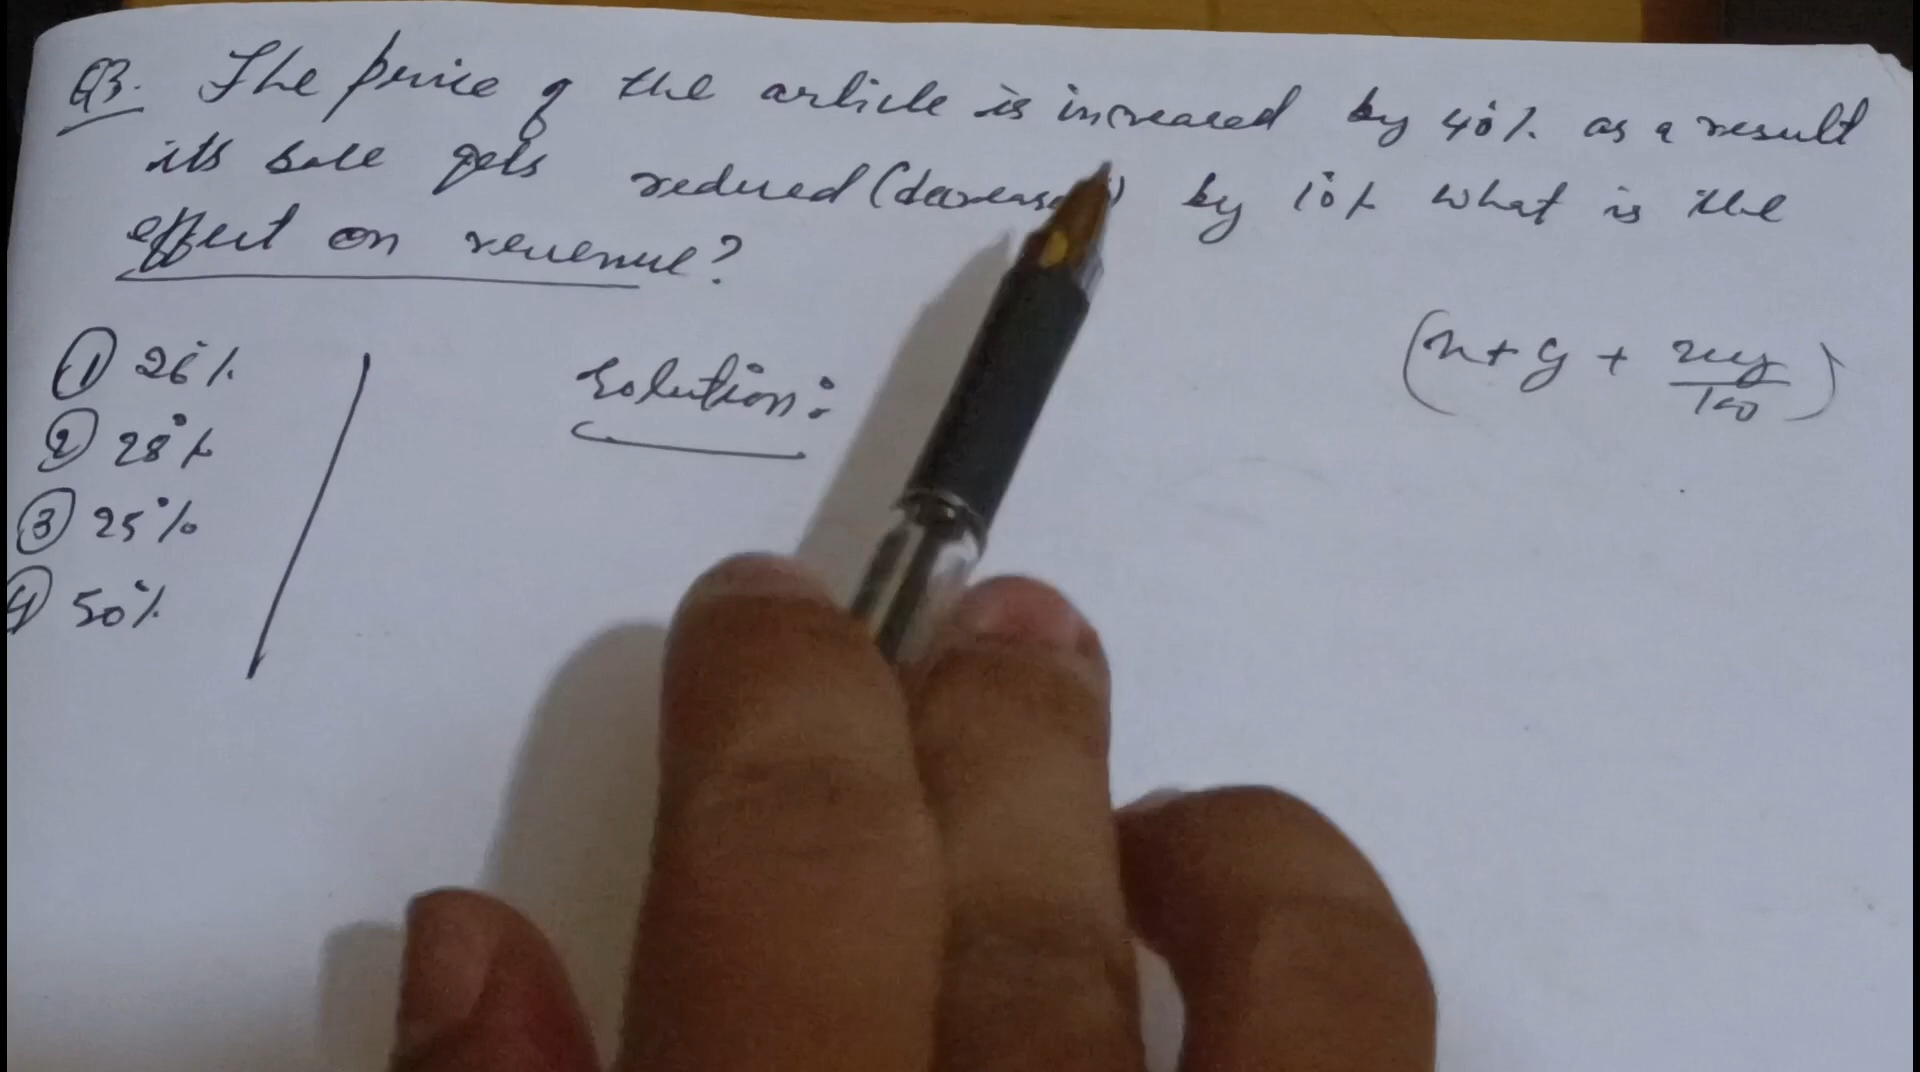 Q3. The price of the article is increased by 40% as a result
its sale gets reduced (decreased) by 10% what is the
effect on revenue?
① 26%
② 28%
③ 25%
④ 50%
Solution:
(x + y + xy/100)